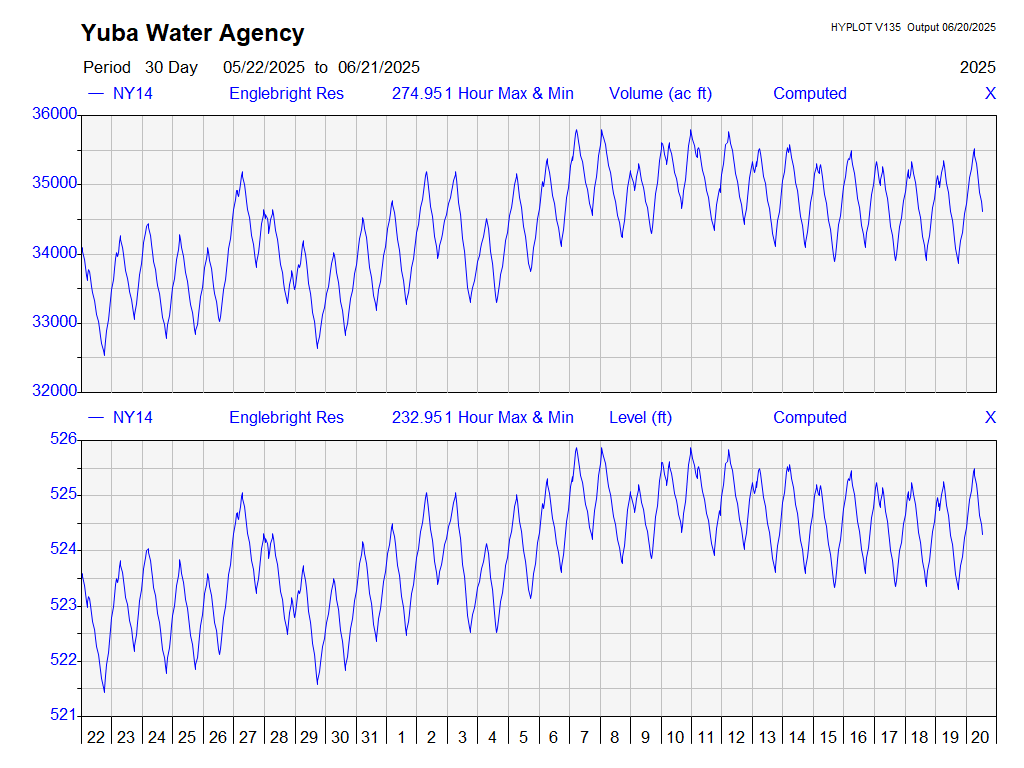 Yuba Water Agency
HYPLOT V135 Output 06/20/2025
Period 30 Day 05/22/2025 to 06/21/2025
2025
NY14 Englebright Res 274.951 Hour Max & Min Volume (ac ft) Computed X
36000
35000
34000
33000
32000
NY14 Englebright Res 232.951 Hour Max & Min Level (ft) Computed X
526
525
524
523
522
521
22 23 24 25 26 27 28 29 30 31 1 2 3 4 5 6 7 8 9 10 11 12 13 14 15 16 17 18 19 20